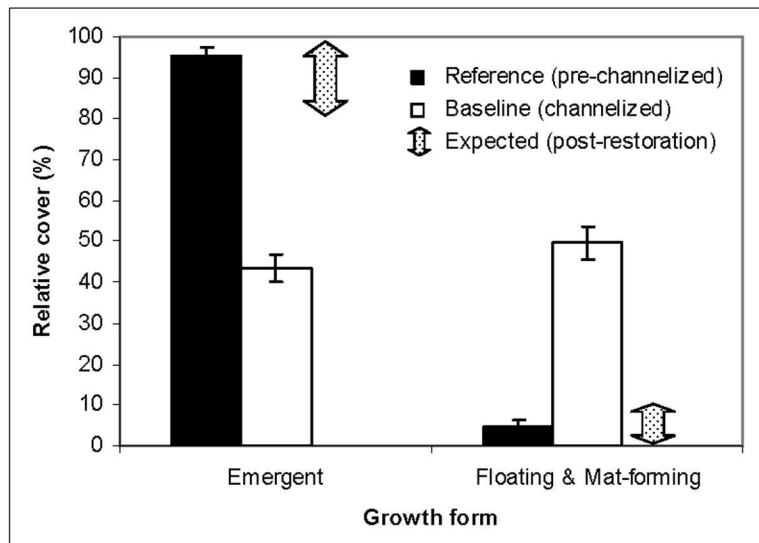 100
90
80
70
60
50
40
30
20
10
0
Relative cover (%)
Reference (pre-channelized)
Baseline (channelized)
Expected (post-restoration)
Emergent
Floating & Mat-forming
Growth form